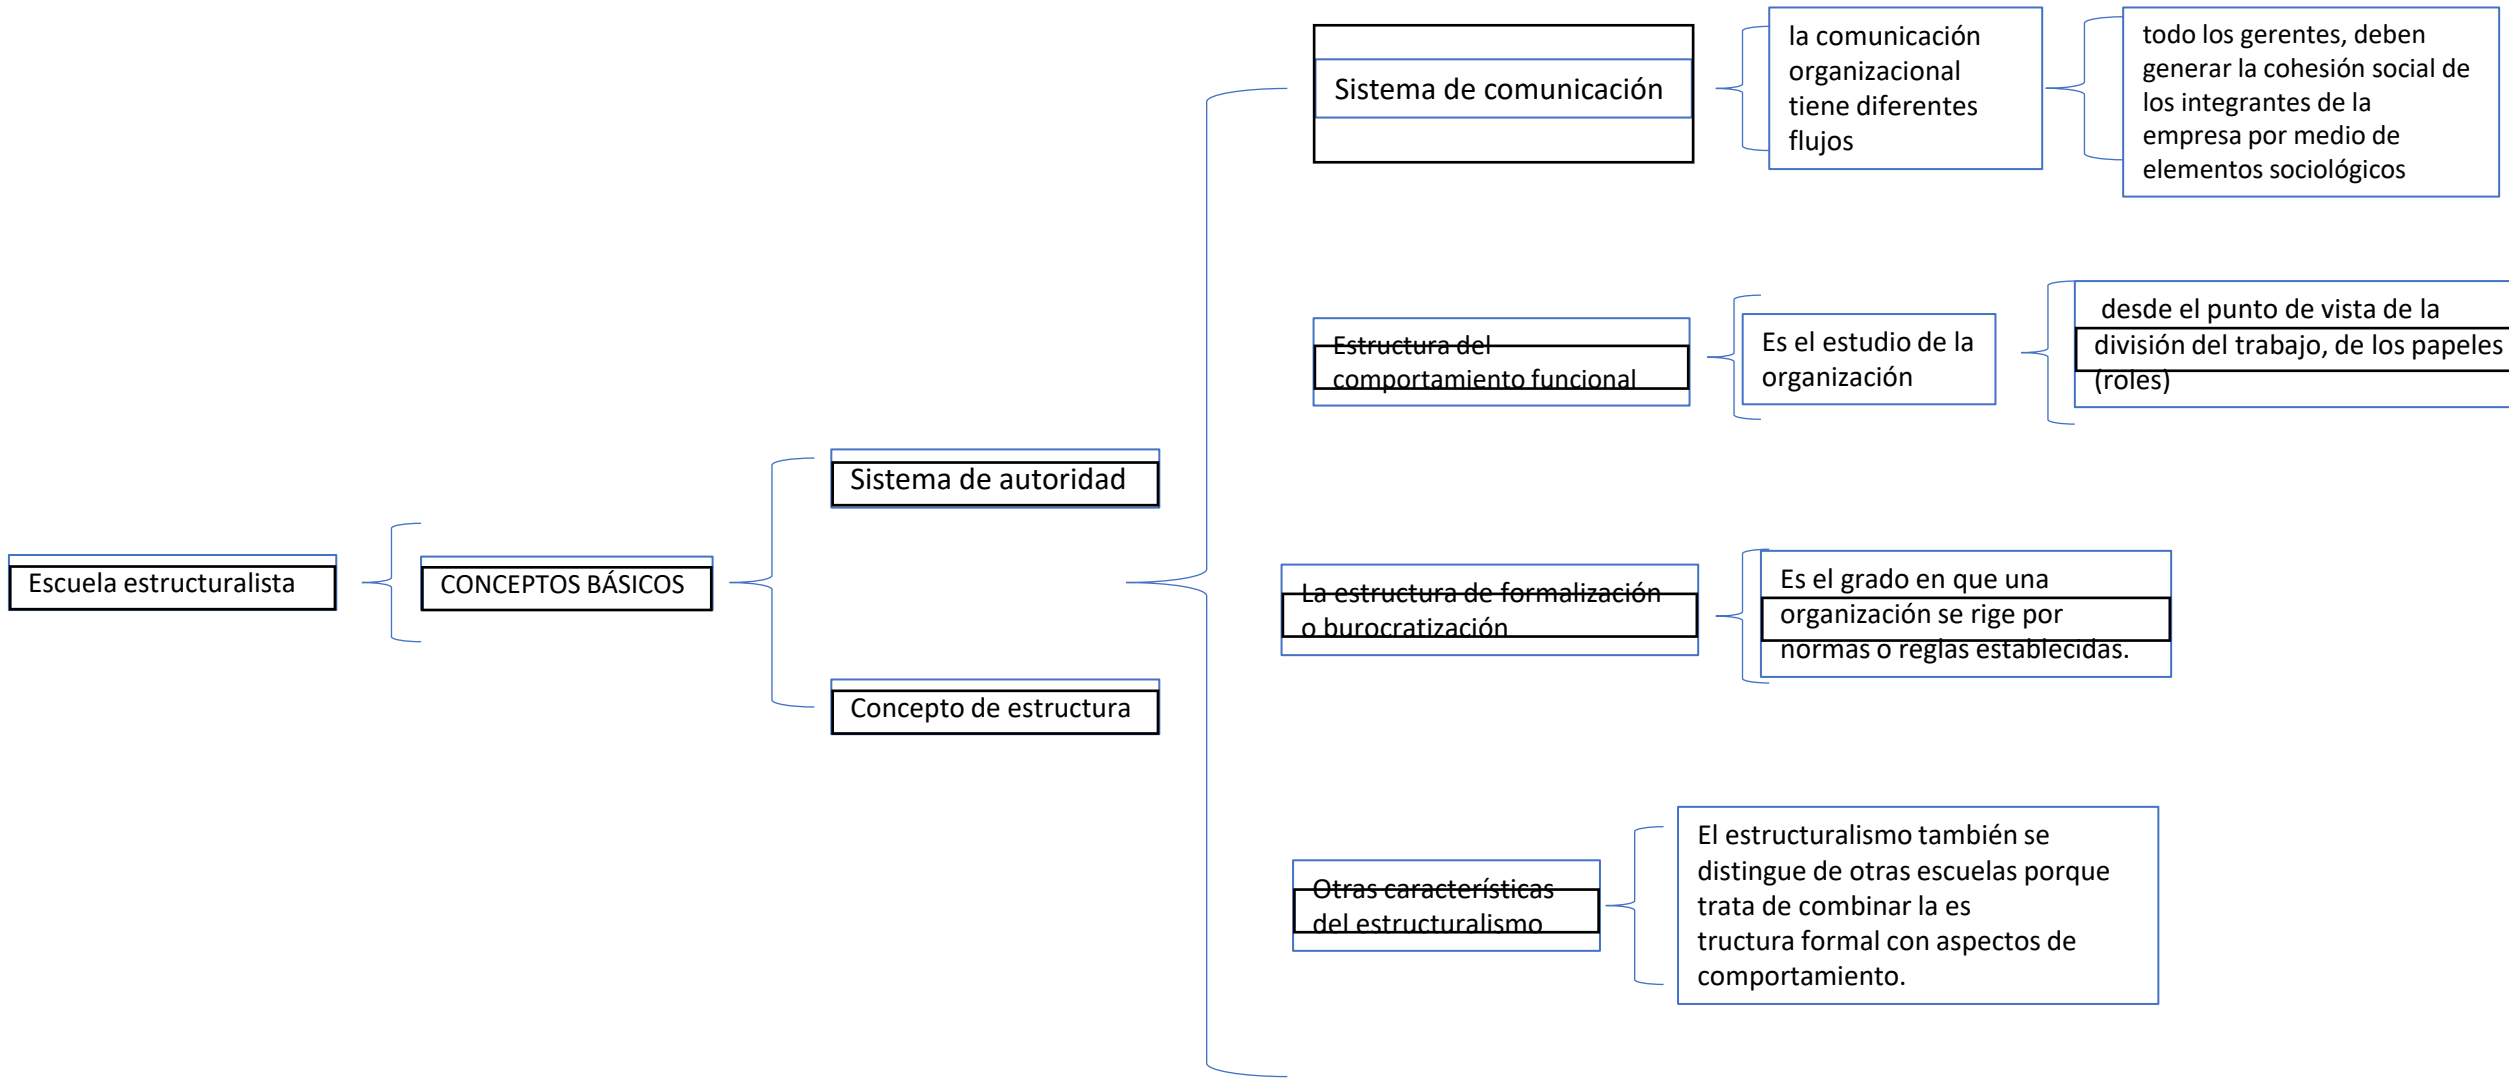 Escuela estructuralista
CONCEPTOS BÁSICOS
Sistema de autoridad
Concepto de estructura
Sistema de comunicación
la comunicación
organizacional
tiene diferentes
flujos
todo los gerentes, deben
generar la cohesión social de
los integrantes de la
empresa por medio de
elementos sociológicos
Estructura del
comportamiento funcional
Es el estudio de la
organización
desde el punto de vista de la
división del trabajo, de los papeles
(roles)
La estructura de formalización
o burocratización
Es el grado en que una
organización se rige por
normas o reglas establecidas.
Otras características
del estructuralismo
El estructuralismo también se
distingue de otras escuelas porque
trata de combinar la es
tructura formal con aspectos de
comportamiento.